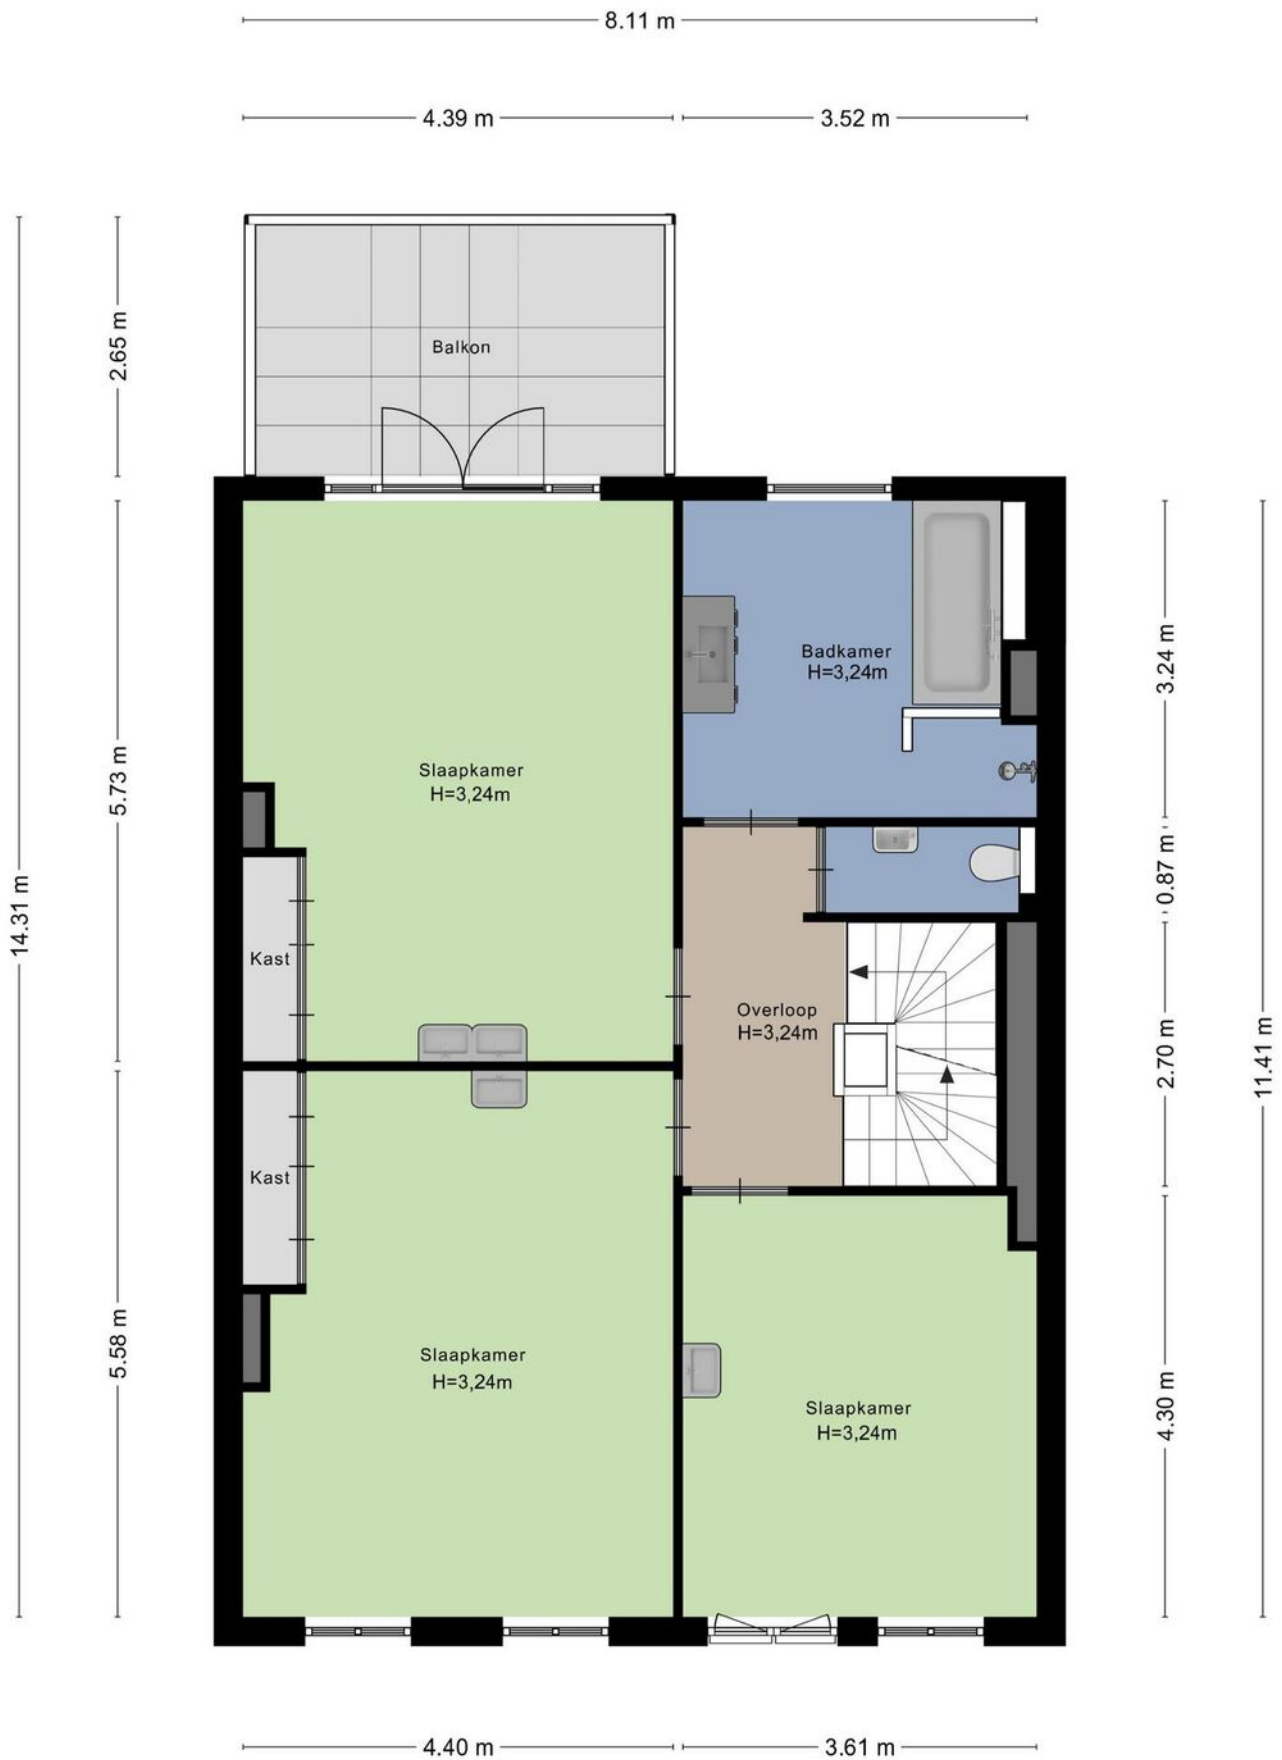 8.11 m
4.39 m
3.52 m
2.65 m
Balkon
3.24 m
Badkamer
H=3,24m
5.73 m
Slaapkamer
H=3,24m
0.87 m
14.31 m
Kast
Overloop
H=3,24m
2.70 m
11.41 m
Kast
5.58 m
Slaapkamer
H=3,24m
4.30 m
Slaapkamer
H=3,24m
4.40 m
3.61 m